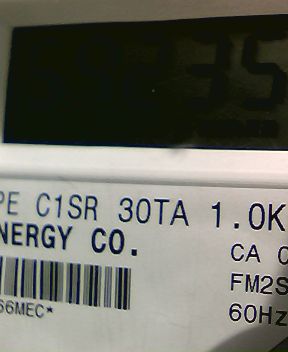 PE C1SR 30TA 1.0K
NERGY CO.
CA
FM2S
60Hz
66MEC*